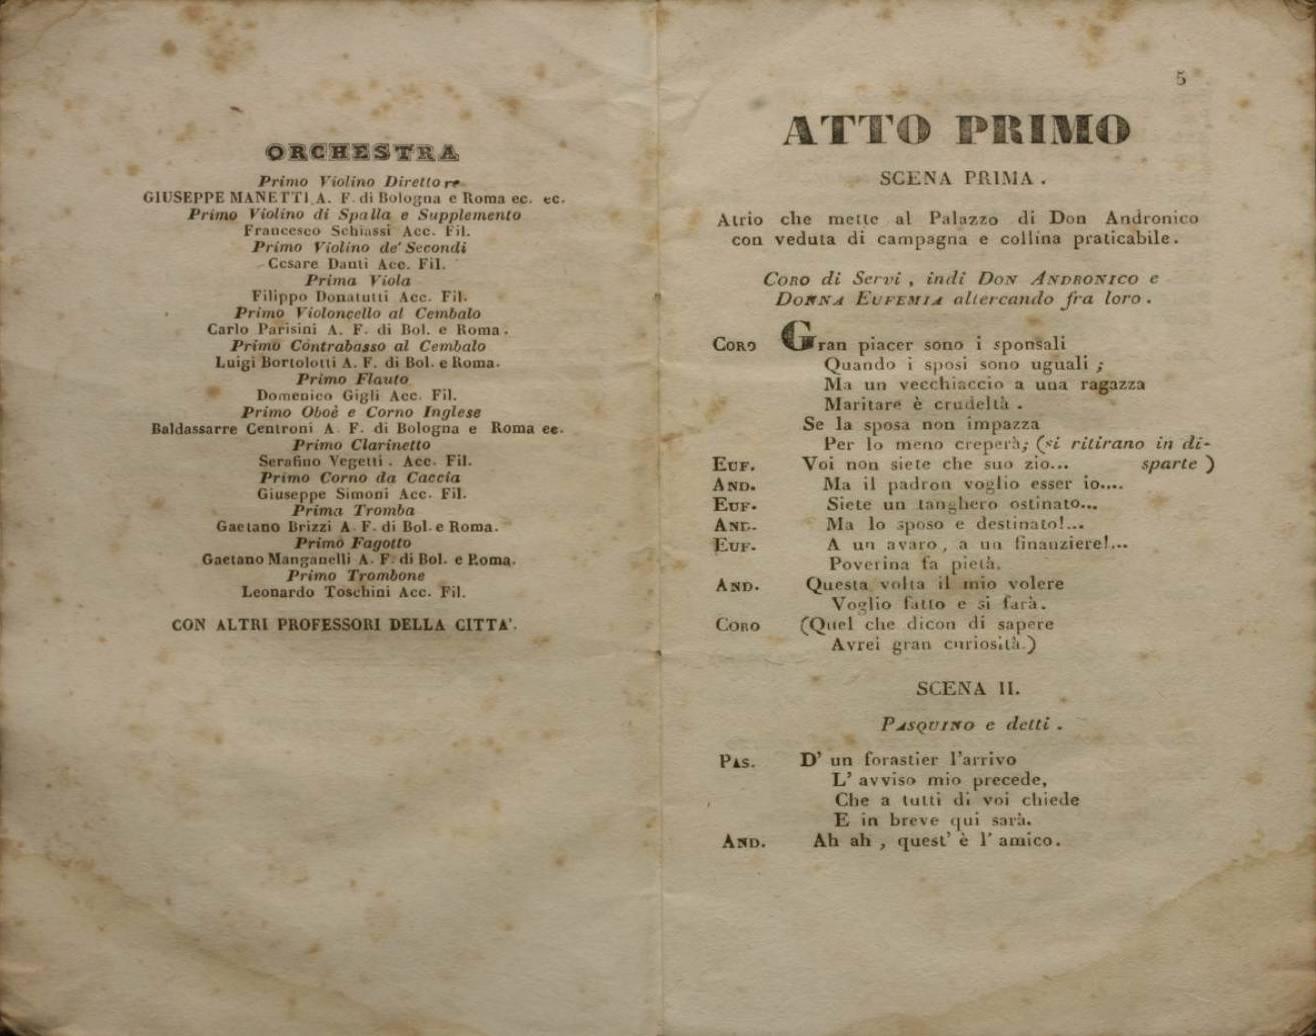 ORCHESTRA
Primo Violino Direttore
GIUSEPPE MANETTI A. F. di Bologna e Roma ec. ec.
Primo Violino di Spalla e Supplemento
Francesco Schiassi Acc. Fil.
Primo Violino de' Secondi
Cesare Danti Acc. Fil.
Prima Viola
Filippo Donatutti Acc. Fil.
Primo Violoncello al Cembalo
Carlo Parisini A. F. di Bol. e Roma.
Primo Contrabasso al Cembalo
Luigi Bortolotti A. F. di Bol. e Roma.
Primo Flauto
Domenico Gigli Acc. Fil.
Primo Oboè e Corno Inglese
Baldassarre Centroni A. F. di Bologna e Roma ec.
Primo Clarinetto
Serafino Vegetti. Acc. Fil.
Primo Corno da Caccia
Giuseppe Simoni Acc. Fil.
Prima Tromba
Gaetano Brizzi A. F. di Bol. e Roma.
Primo Fagotto
Gaetano Manganelli A. F. di Bol. e Roma.
Primo Trombone
Leonardo Toschini Acc. Fil.
CON ALTRI PROFESSORI DELLA CITTA'.
5
ATTO PRIMO
SCENA PRIMA.
Atrio che mette al Palazzo di Don Andronico
con veduta di campagna e collina praticabile.
CORO di Servi, indi DON ANDRONICO e
DONNA EUFEMIA altercando fra loro.
CORO Gran piacer sono i sponsali
Quando i sposi sono uguali;
Ma un vecchiaccio a una ragazza
Maritare è crudeltà.
Se la sposa non impazza
Per lo meno creperà; (si ritirano in di-
EUF. Voi non siete che suo zio... sparte)
AND. Ma il padron voglio esser io....
EUF. Siete un tanghero ostinato...
AND. Ma lo sposo e destinato!...
EUF. A un avaro, a un finanziere!...
Poverina fa pietà.
AND. Questa volta il mio volere
Voglio fatto e si farà.
CORO (Quel che dicon di sapere
Avrei gran curiosità.)
SCENA II.
PASQUINO e detti.
PAS. D' un forastier l'arrivo
L' avviso mio precede,
Che a tutti di voi chiede
E in breve qui sarà.
AND. Ah ah, quest' è l' amico.